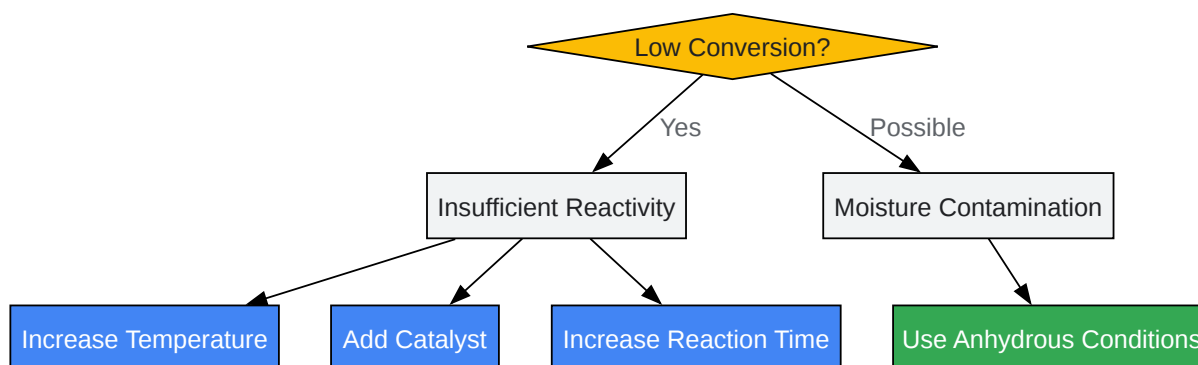 Low Conversion?
Yes
Possible
Insufficient Reactivity
Moisture Contamination
Increase Temperature
Add Catalyst
Increase Reaction Time
Use Anhydrous Conditions